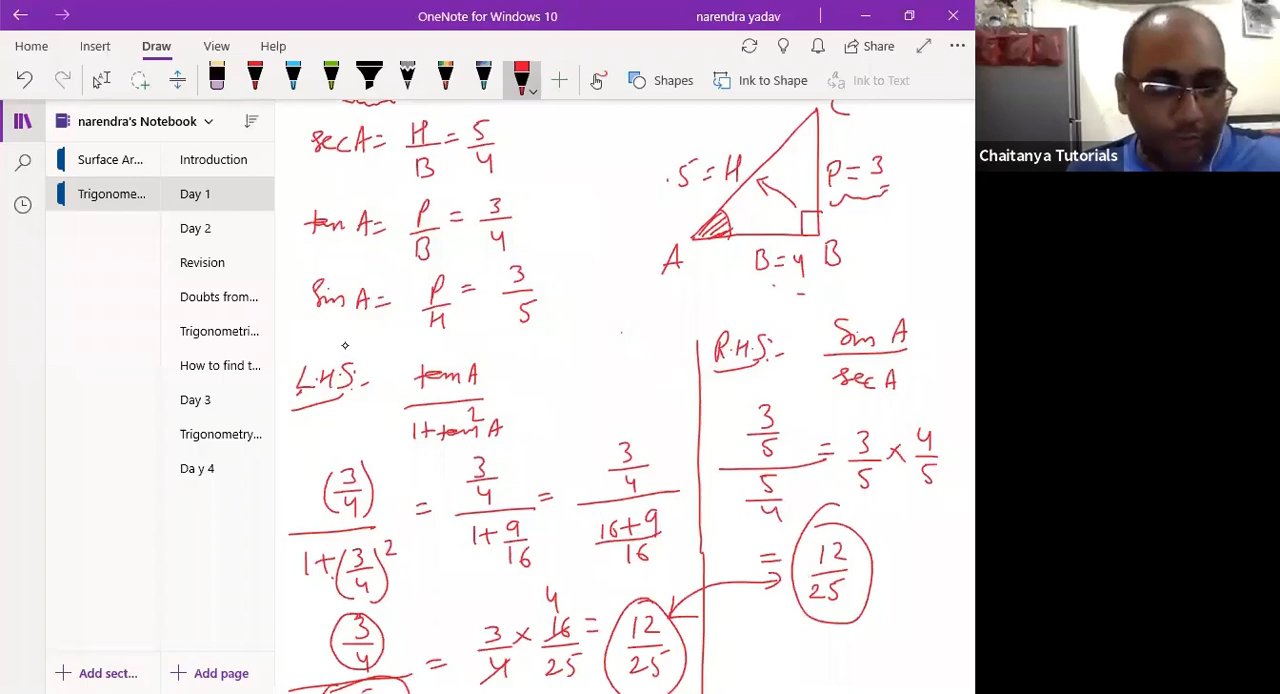 OneNote for Windows 10
narendra yadav
Home Insert Draw View Help
Share
Shapes
Ink to Shape
Ink to Text
narendra's Notebook
Surface Ar...
Trigonome...
Introduction
Day 1
Day 2
Revision
Doubts from...
Trigonometri...
How to find t...
Day 3
Trigonometry...
Da y 4
Add sect...
Add page
sec A = H/B = 5/4
tan A = P/B = 3/4
Sin A = P/H = 3/5
C
5 = H
P = 3
A
B = 4
B
L.H.S:-
tan A / 1 + tan² A
(3/4) / 1 + (3/4)² = 3/4 / 1 + 9/16 = 3/4 / 16+9/16
3/4 = 3/4 × 16/25 = 12/25
4
R.H.S:-
Sin A / sec A
3/5 / 5/4 = 3/5 × 4/5
= 12/25
Chaitanya Tutorials